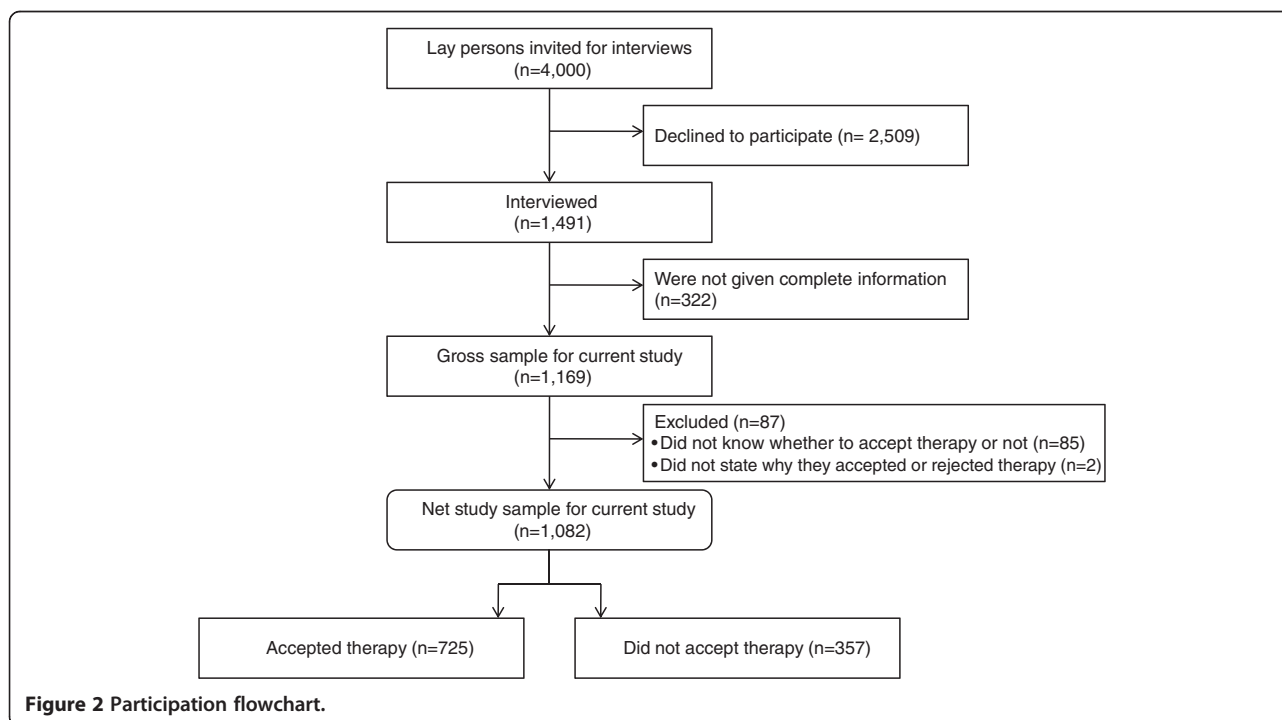 Lay persons invited for interviews
(n=4,000)
Declined to participate (n= 2,509)
Interviewed
(n=1,491)
Were not given complete information
(n=322)
Gross sample for current study
(n=1,169)
Excluded (n=87)
•Did not know whether to accept therapy or not (n=85)
•Did not state why they accepted or rejected therapy (n=2)
Net study sample for current study
(n=1,082)
Accepted therapy (n=725)
Did not accept therapy (n=357)
Figure 2 Participation flowchart.